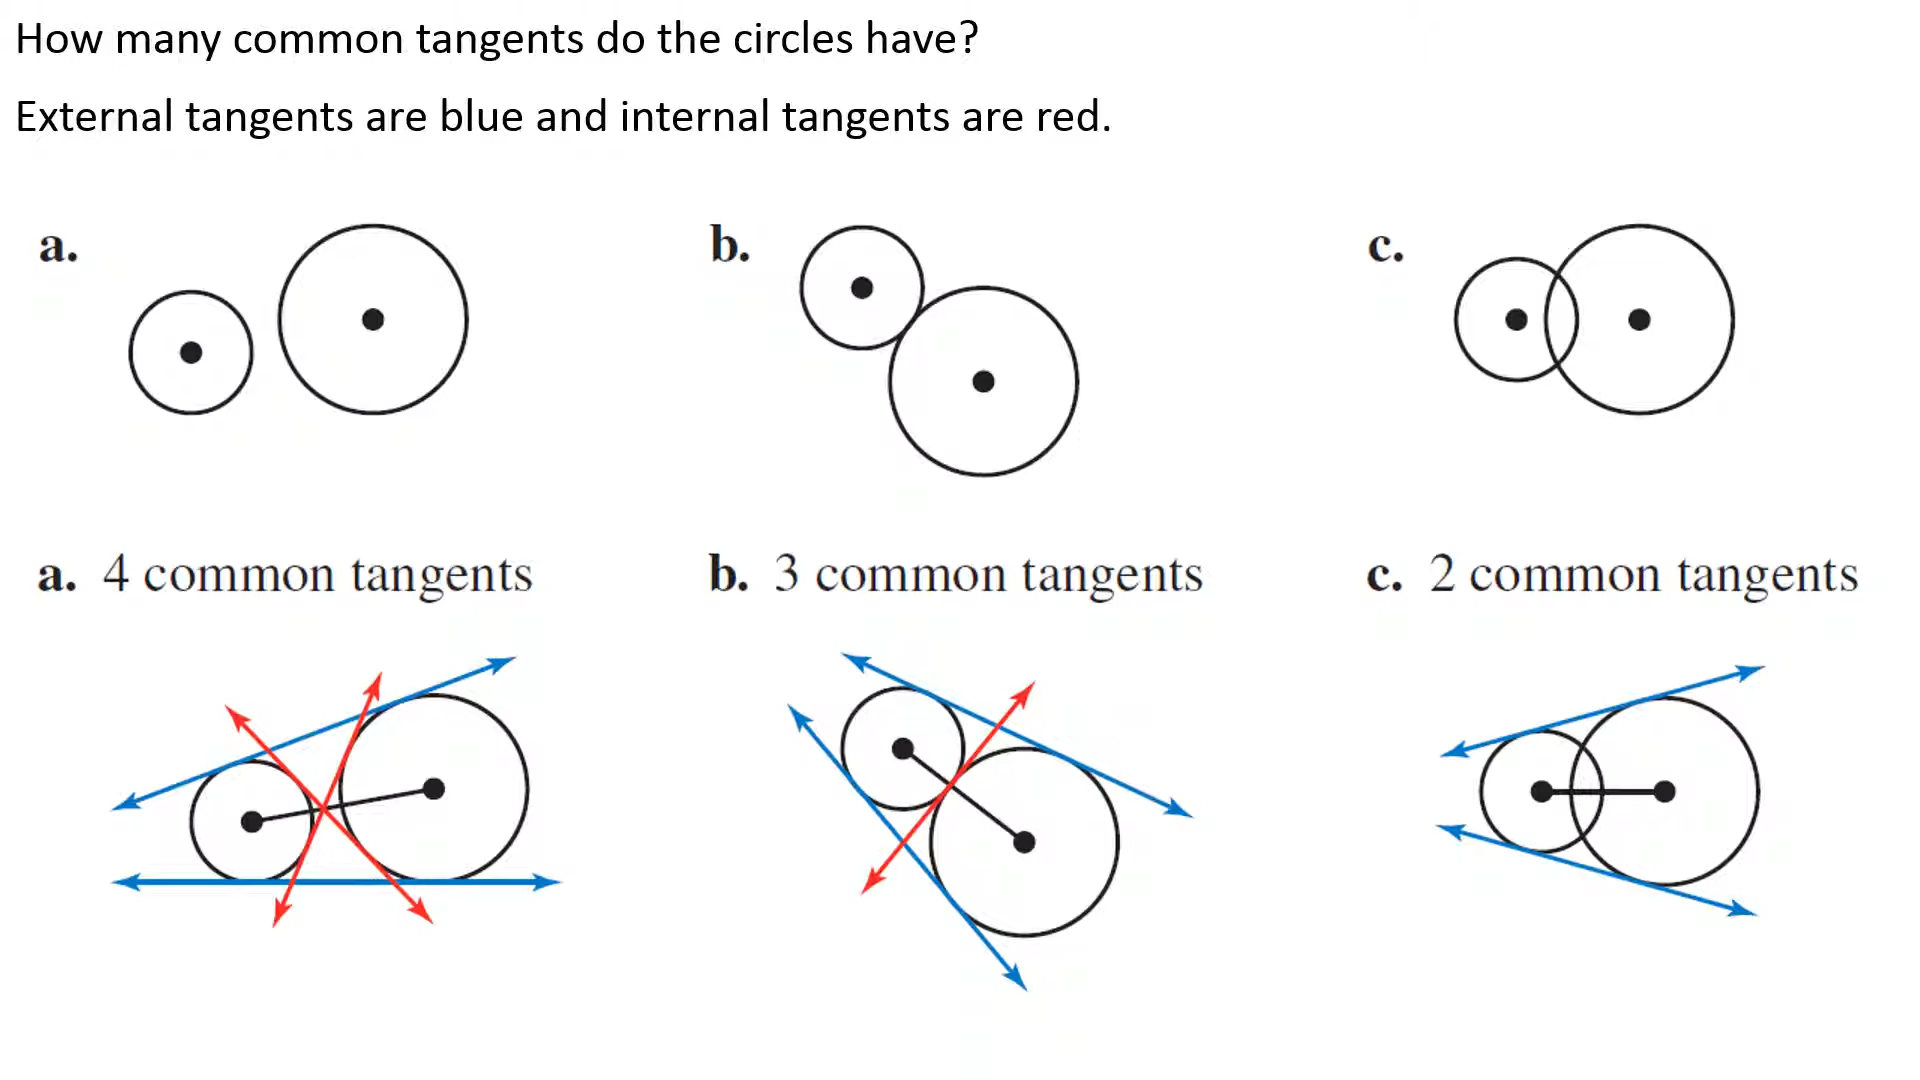 How many common tangents do the circles have?
External tangents are blue and internal tangents are red.
a.
b.
c.
a. 4 common tangents
b. 3 common tangents
c. 2 common tangents